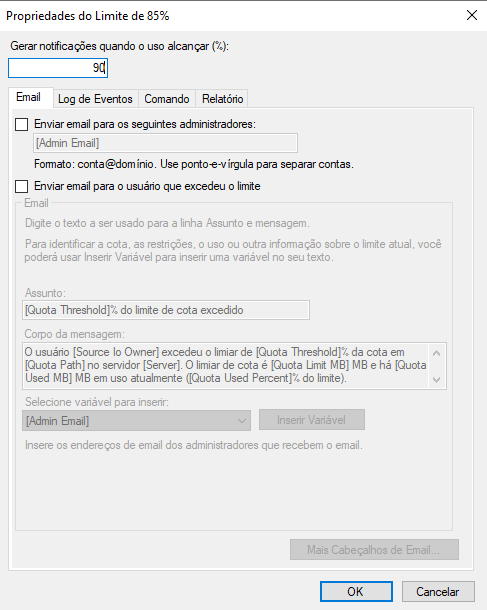 Propriedades do Limite de 85%
Gerar notificações quando o uso alcançar (%):
90
Email Log de Eventos Comando Relatório
Enviar email para os seguintes administradores:
[Admin Email]
Formato: conta@domínio. Use ponto-e-vírgula para separar contas.
Enviar email para o usuário que excedeu o limite
Email
Digite o texto a ser usado para a linha Assunto e mensagem.
Para identificar a cota, as restrições, o uso ou outra informação sobre o limite atual, você
poderá usar Inserir Variável para inserir uma variável no seu texto.
Assunto:
[Quota Threshold]% do limite de cota excedido
Corpo da mensagem:
O usuário [Source Io Owner] excedeu o limiar de [Quota Threshold]% da cota em
[Quota Path] no servidor [Server]. O limiar de cota é [Quota Limit MB] MB e há [Quota
Used MB] MB em uso atualmente ([Quota Used Percent]% do limite).
Selecione variável para inserir:
[Admin Email] Inserir Variável
Insere os endereços de email dos administradores que recebem o email.
Mais Cabeçalhos de Email...
OK Cancelar